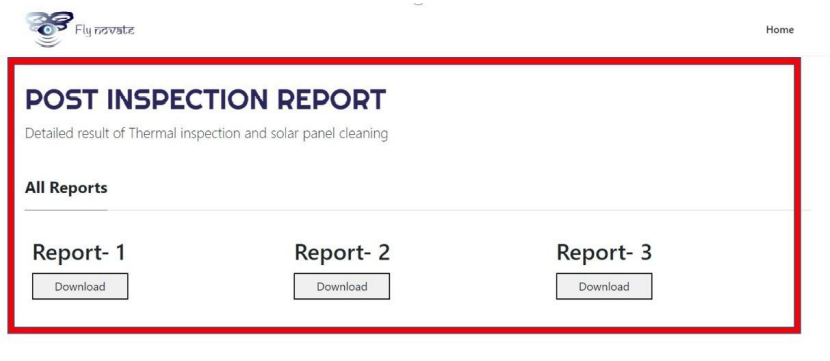 Fly novate
Home
POST INSPECTION REPORT
Detailed result of Thermal inspection and solar panel cleaning
All Reports
Report- 1 Report- 2 Report- 3
Download Download Download